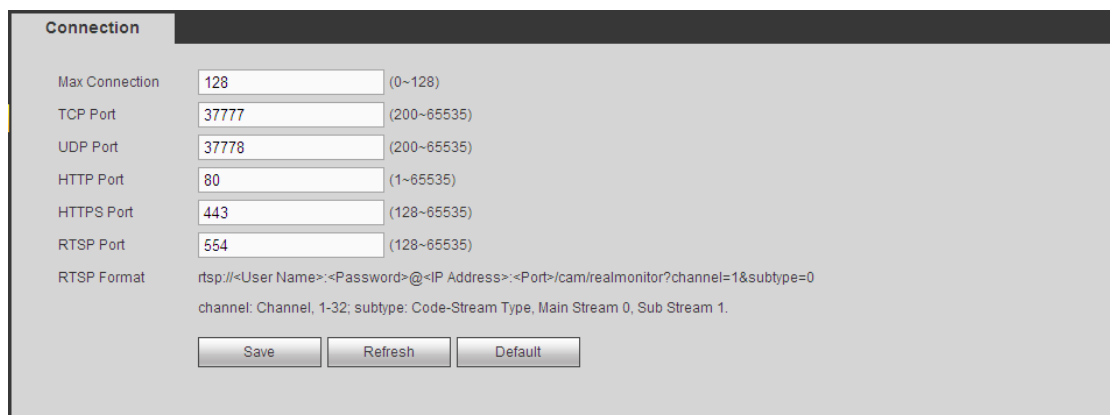 Connection
Max Connection 128 (0~128)
TCP Port 37777 (200~65535)
UDP Port 37778 (200~65535)
HTTP Port 80 (1~65535)
HTTPS Port 443 (128~65535)
RTSP Port 554 (128~65535)
RTSP Format rtsp://<User Name>:<Password>@<IP Address>:<Port>/cam/realmonitor?channel=1&subtype=0
channel: Channel, 1-32; subtype: Code-Stream Type, Main Stream 0, Sub Stream 1.
Save Refresh Default